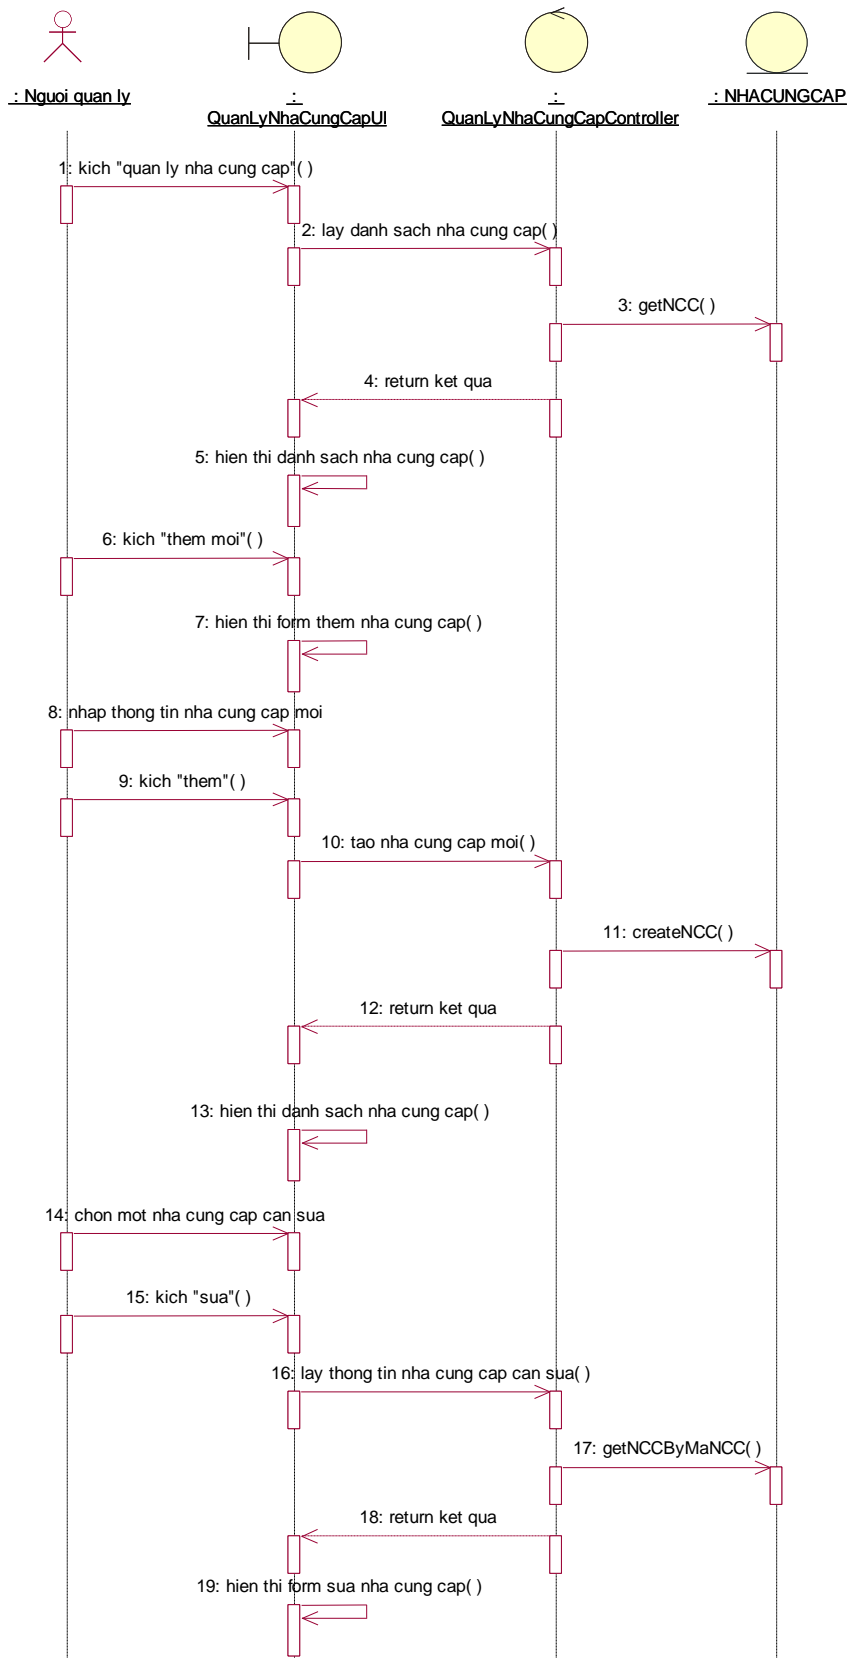 : Nguoi quan ly
:
QuanLyNhaCungCapUI
:
QuanLyNhaCungCapController
: NHACUNGCAP
1: kich "quan ly nha cung cap"( )
2: lay danh sach nha cung cap( )
3: getNCC( )
4: return ket qua
5: hien thi danh sach nha cung cap( )
6: kich "them moi"( )
7: hien thi form them nha cung cap( )
8: nhap thong tin nha cung cap moi
9: kich "them"( )
10: tao nha cung cap moi( )
11: createNCC( )
12: return ket qua
13: hien thi danh sach nha cung cap( )
14: chon mot nha cung cap can sua
15: kich "sua"( )
16: lay thong tin nha cung cap can sua( )
17: getNCCByMaNCC( )
18: return ket qua
19: hien thi form sua nha cung cap( )